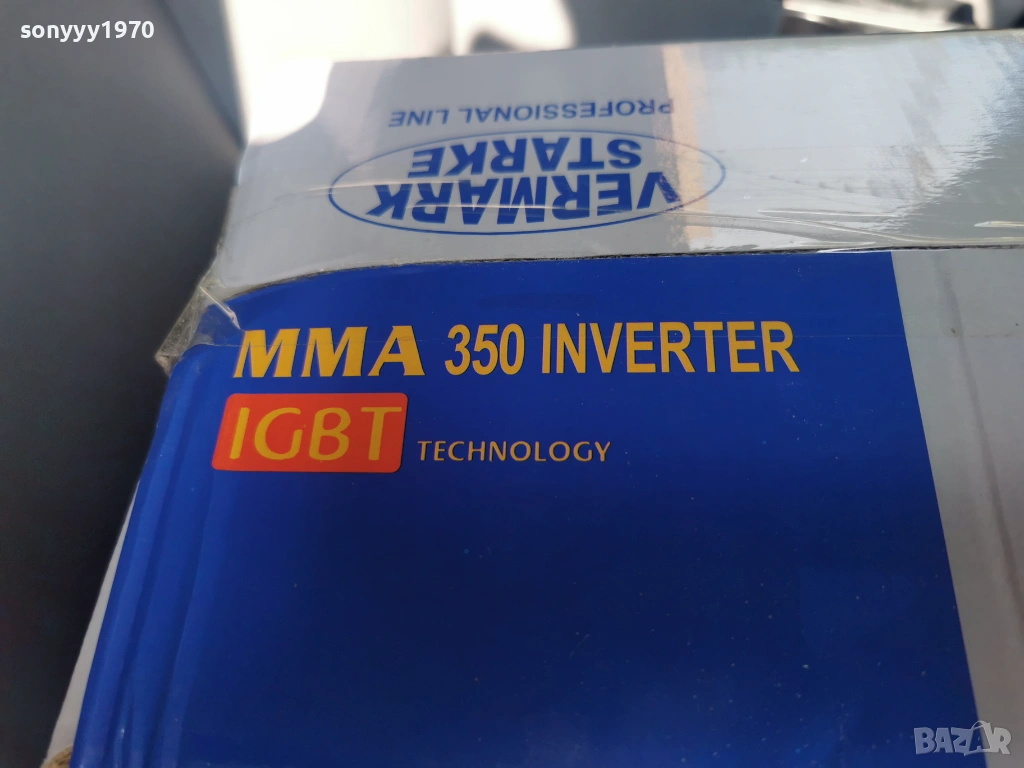 sonyyy1970
PROFESSIONAL LINE
VERMARK
STARKE
MMA 350 INVERTER
IGBT TECHNOLOGY
BAZAR